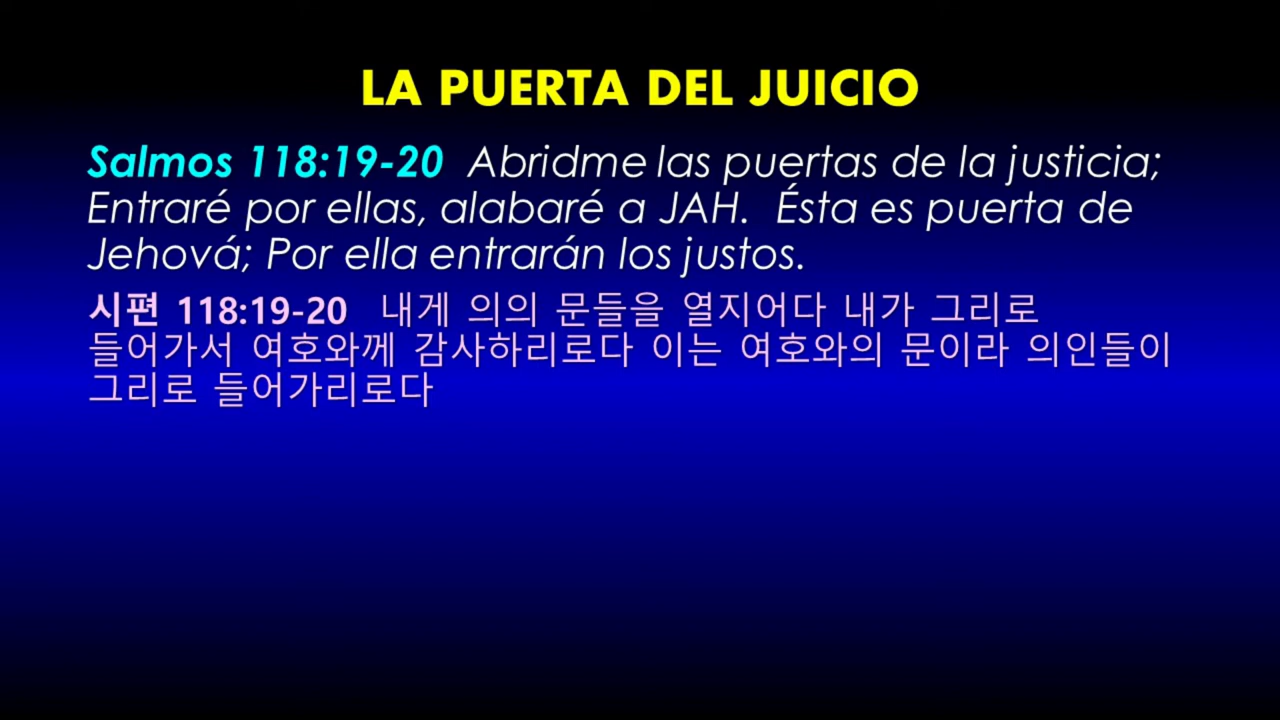 LA PUERTA DEL JUICIO
Salmos 118:19-20 Abridme las puertas de la justicia;
Entraré por ellas, alabaré a JAH. Ésta es puerta de
Jehová; Por ella entrarán los justos.
시편 118:19-20 내게 의의 문들을 열지어다 내가 그리로
들어가서 여호와께 감사하리로다 이는 여호와의 문이라 의인들이
그리로 들어가리로다